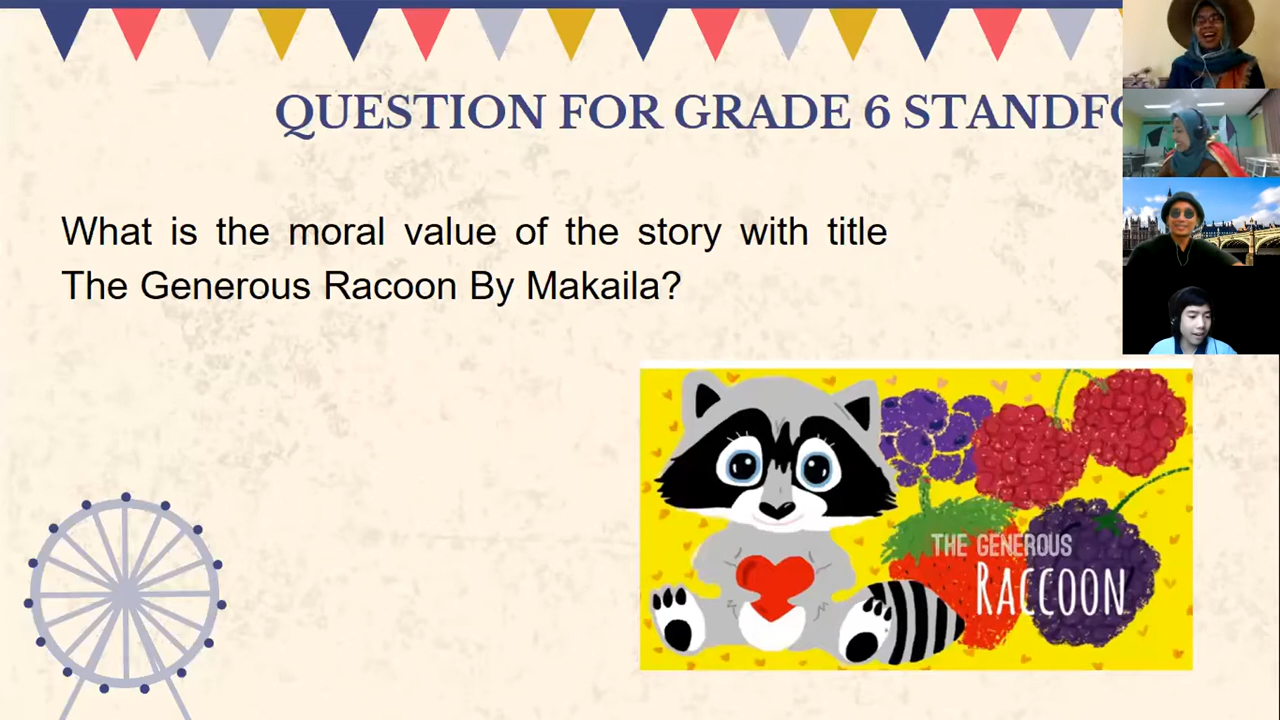 QUESTION FOR GRADE 6
What is the moral value of the story with title
The Generous Racoon By Makaila?
THE GENEROUS
RACCOON